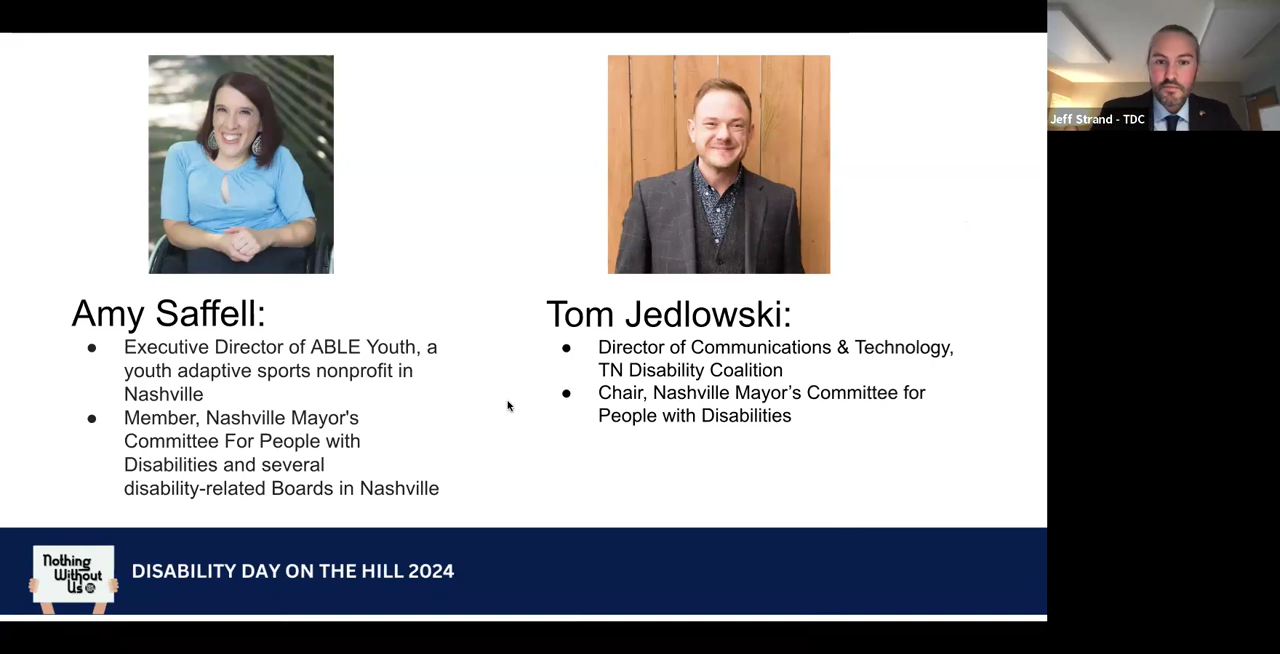 Jeff Strand - TDC
Amy Saffell:
● Executive Director of ABLE Youth, a
youth adaptive sports nonprofit in
Nashville
● Member, Nashville Mayor's
Committee For People with
Disabilities and several
disability-related Boards in Nashville
Tom Jedlowski:
● Director of Communications & Technology,
TN Disability Coalition
● Chair, Nashville Mayor’s Committee for
People with Disabilities
Nothing
Without
Us
DISABILITY DAY ON THE HILL 2024